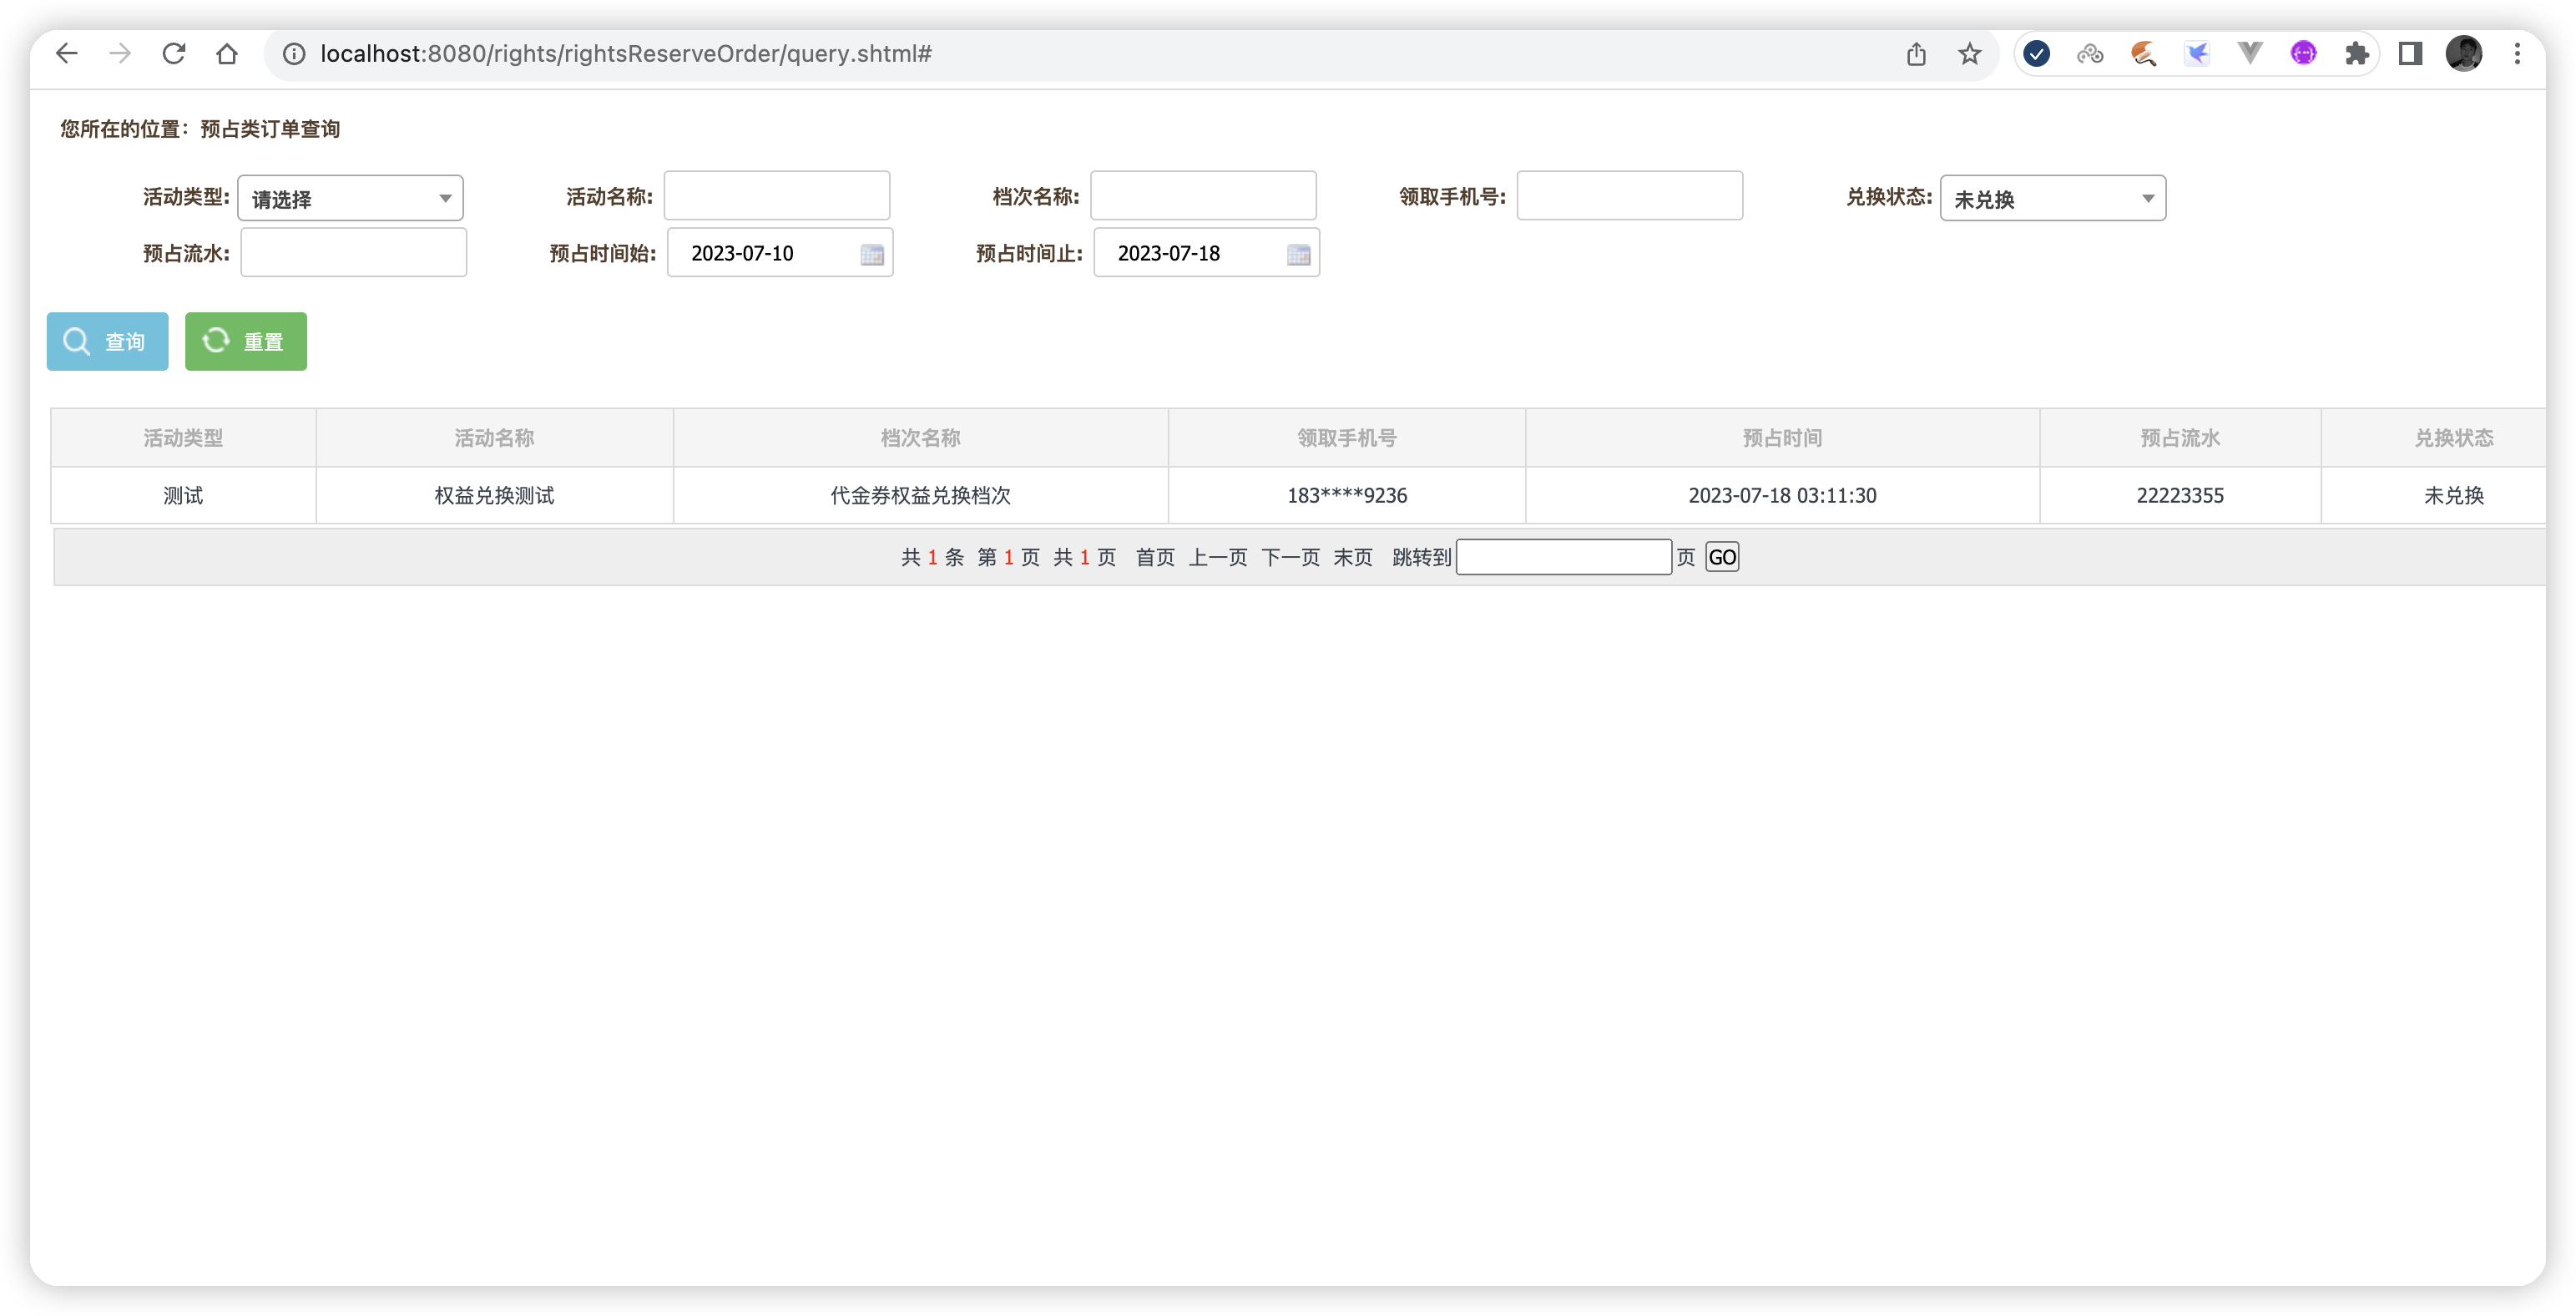 localhost:8080/rights/rightsReserveOrder/query.shtml#
您所在的位置：预占类订单查询
活动类型: 请选择 活动名称: 档次名称: 领取手机号: 兑换状态: 未兑换
预占流水: 预占时间始: 2023-07-10 预占时间止: 2023-07-18
查询 重置
活动类型 活动名称 档次名称 领取手机号 预占时间 预占流水 兑换状态
测试 权益兑换测试 代金券权益兑换档次 183****9236 2023-07-18 03:11:30 22223355 未兑换
共 1 条 第 1 页 共 1 页 首页 上一页 下一页 末页 跳转到 页 GO